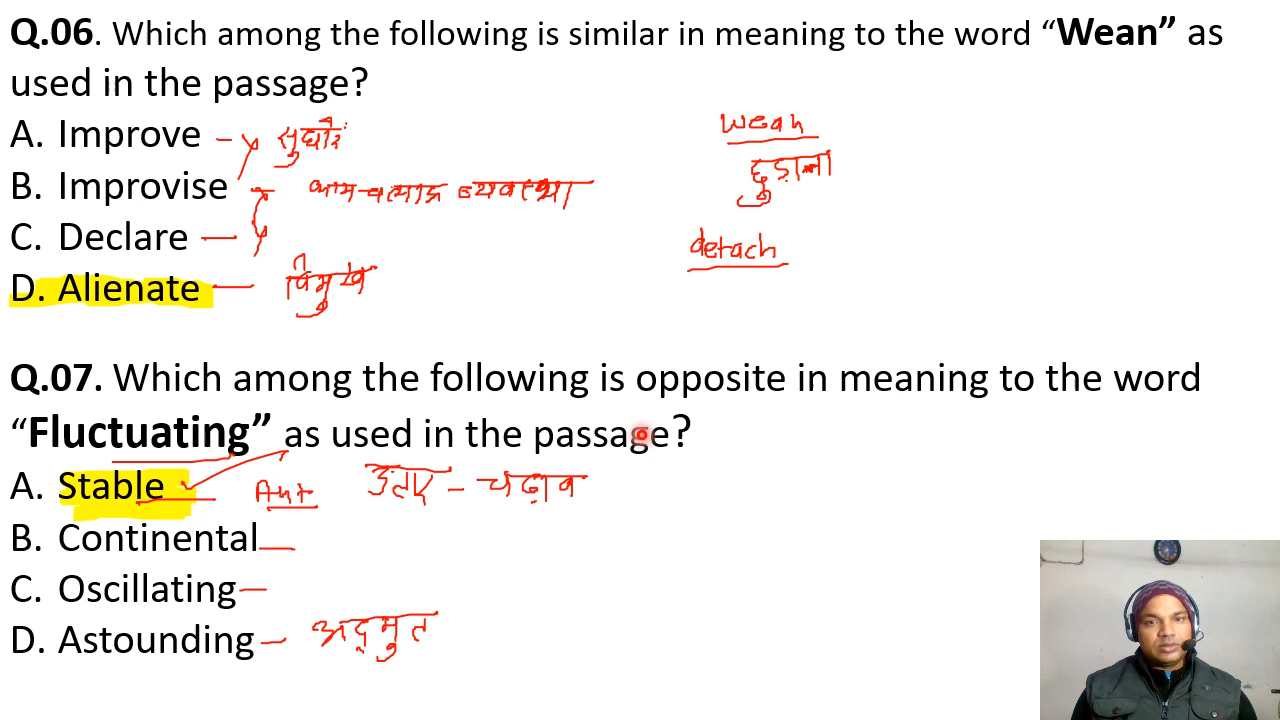 Q.06. Which among the following is similar in meaning to the word “Wean” as
used in the passage?
A. Improve – सुधार
B. Improvise – व्यवस्था
C. Declare –
D. Alienate – विमुख
wean
छुड़ाना
detach
Q.07. Which among the following is opposite in meaning to the word
“Fluctuating” as used in the passage?
A. Stable Ant उतार - चढ़ाव
B. Continental –
C. Oscillating –
D. Astounding – अद्भुत